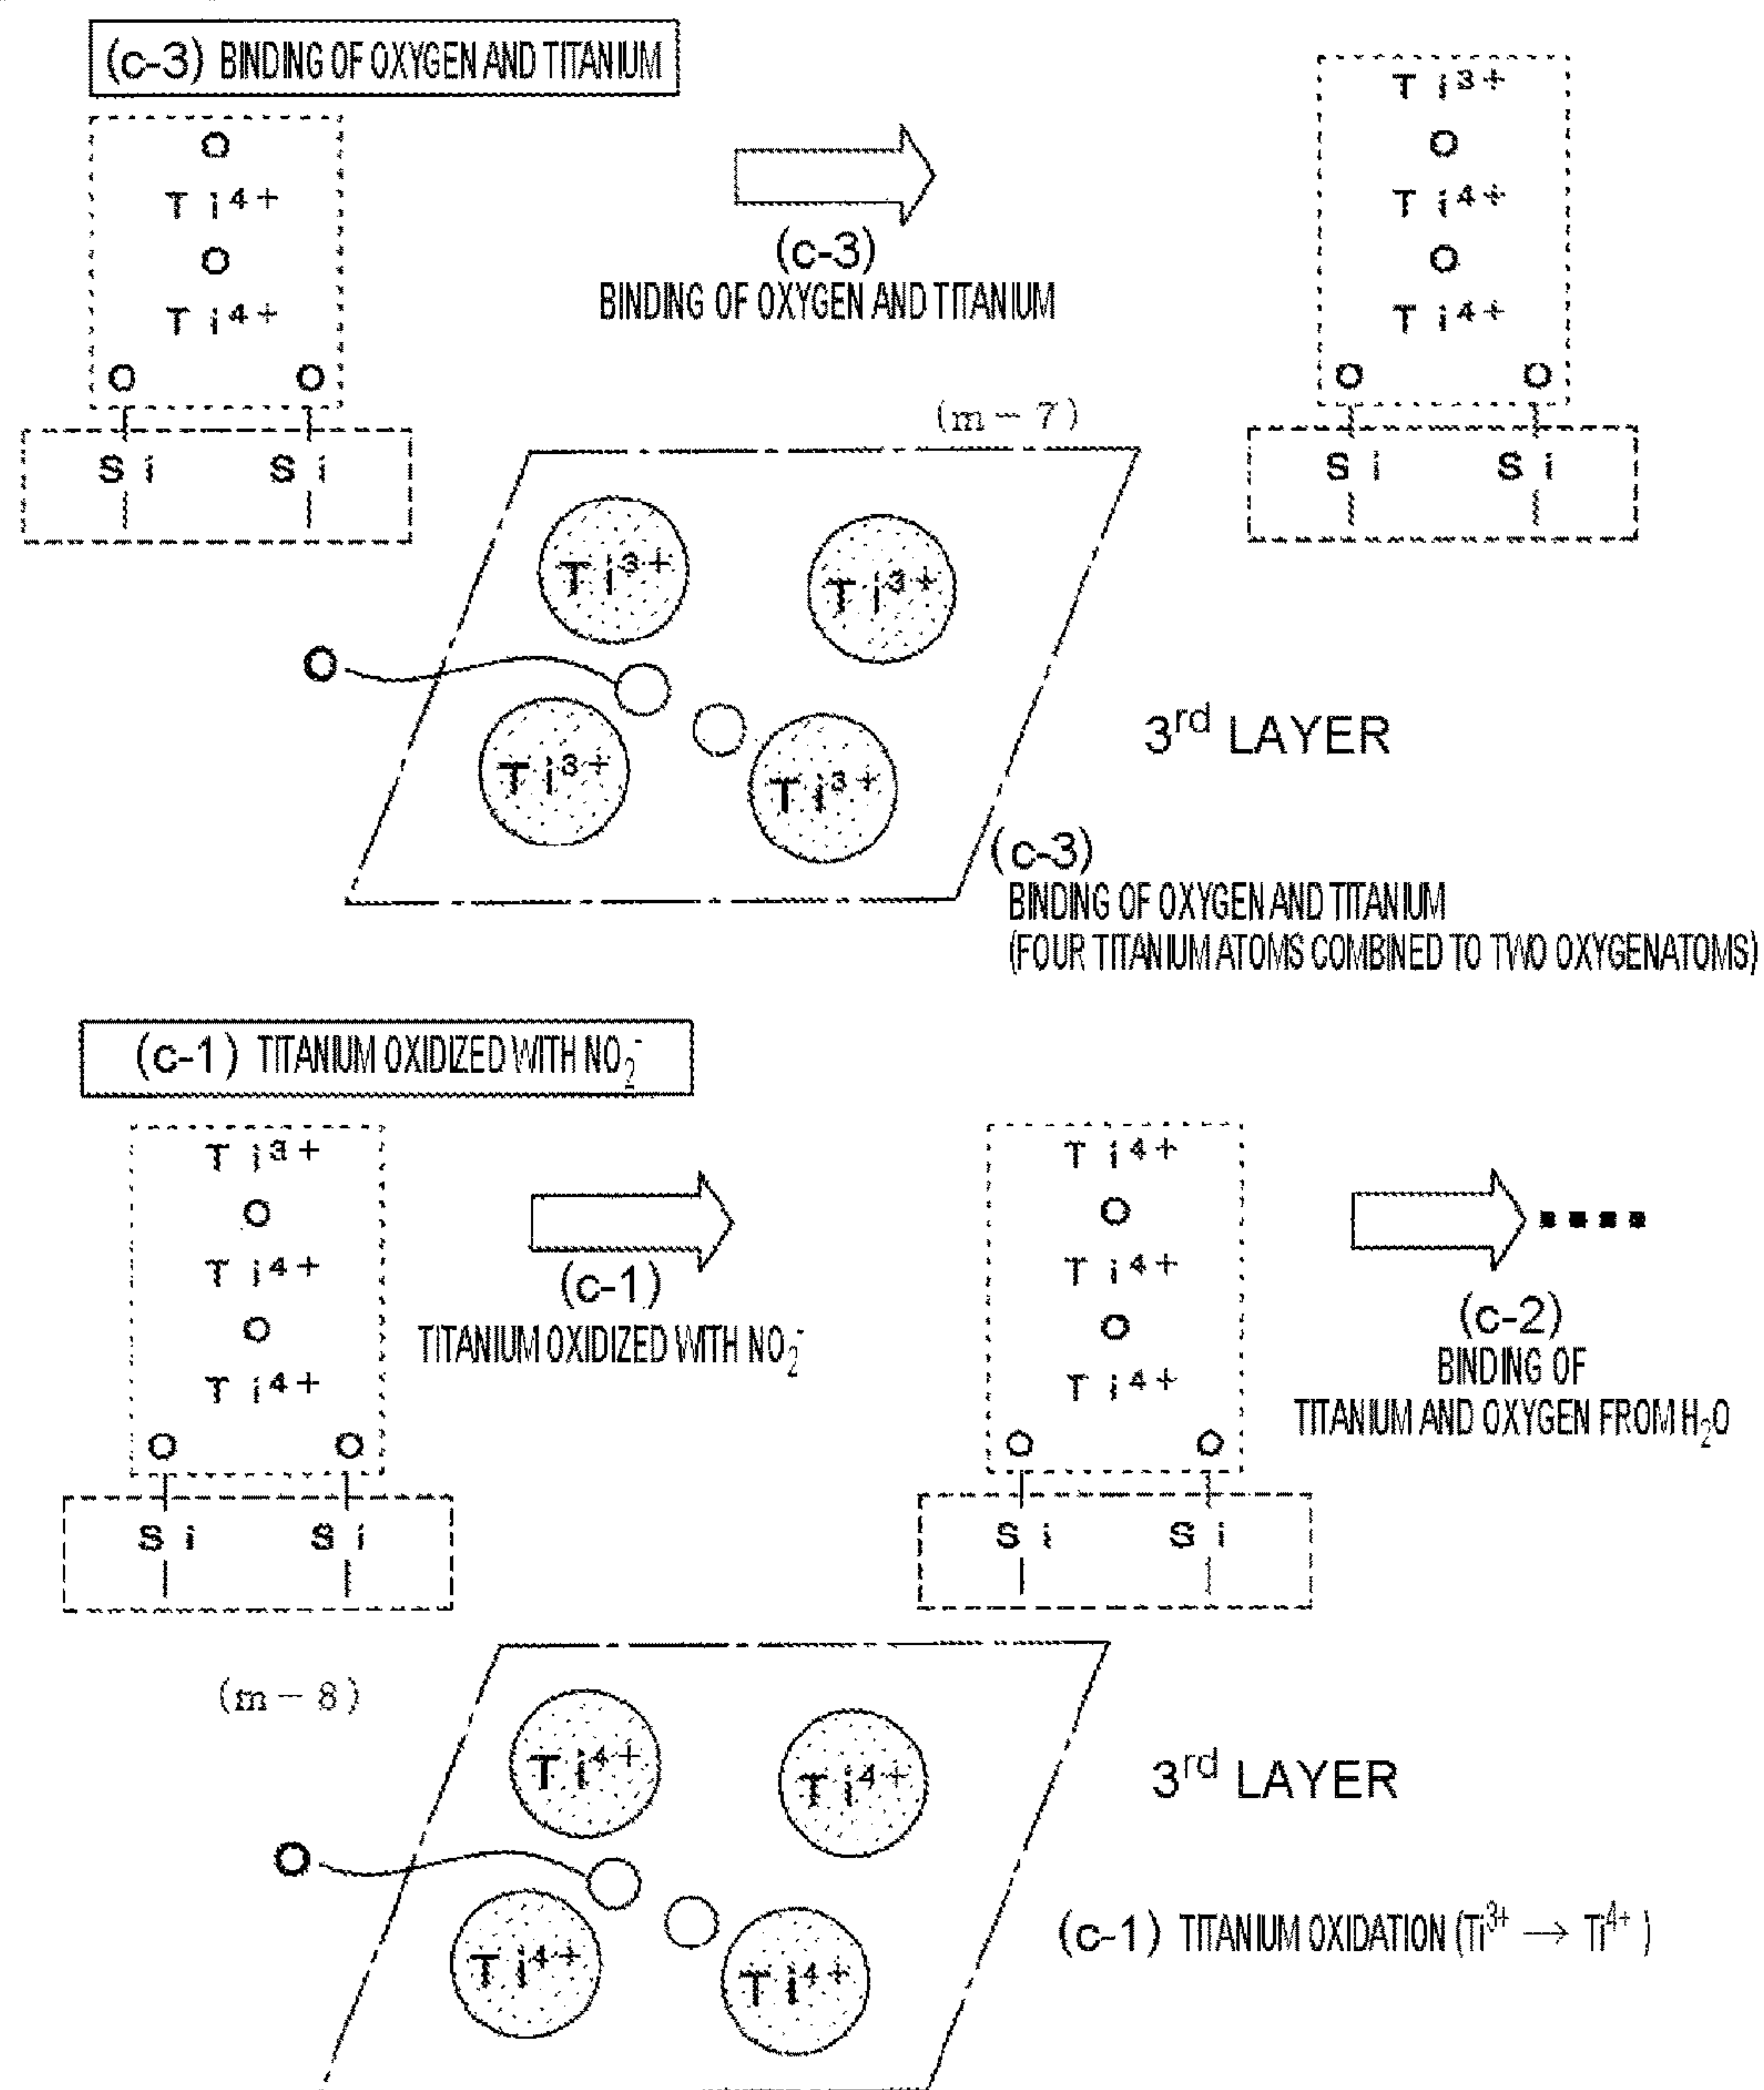 (c-3) BINDING OF OXYGEN AND TITANIUM
O
Ti⁴⁺
O
Ti⁴⁺
O O
Si Si
(c-3)
BINDING OF OXYGEN AND TITANIUM
Ti³⁺
O
Ti⁴⁺
O
Ti⁴⁺
O O
Si Si
(m-7)
Ti³⁺ Ti³⁺
O
Ti³⁺ Ti³⁺
3rd LAYER
(c-3)
BINDING OF OXYGEN AND TITANIUM
(FOUR TITANIUM ATOMS COMBINED TO TWO OXYGENATOMS)
(c-1) TITANIUM OXIDIZED WITH NO₂⁻
Ti³⁺
O
Ti⁴⁺
O
Ti⁴⁺
O O
Si Si
(c-1)
TITANIUM OXIDIZED WITH NO₂⁻
Ti⁴⁺
O
Ti⁴⁺
O
Ti⁴⁺
O O
Si Si
(c-2)
BINDING OF
TITANIUM AND OXYGEN FROM H₂O
(m-8)
Ti⁴⁺ Ti⁴⁺
O
Ti⁴⁺ Ti⁴⁺
3rd LAYER
(c-1) TITANIUM OXIDATION (Ti³⁺ → Ti⁴⁺)